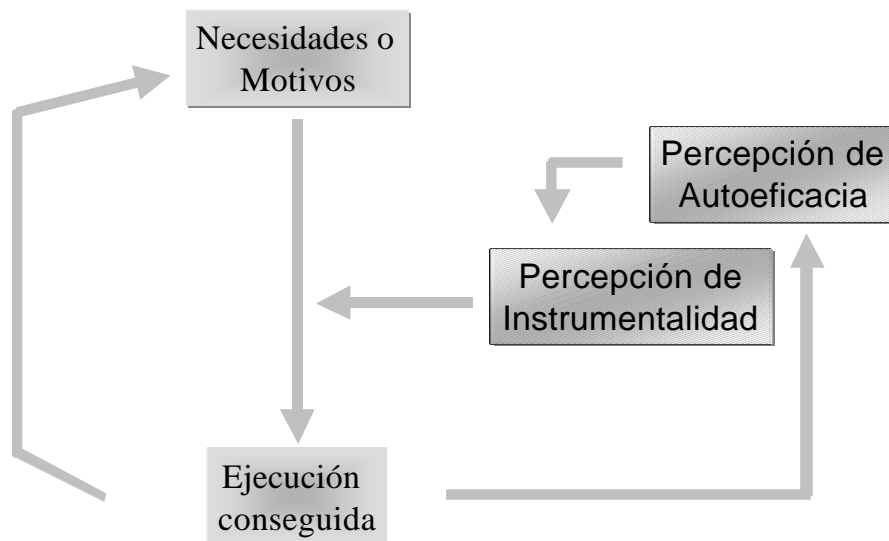 Necesidades o
Motivos
Percepción de
Autoeficacia
Percepción de
Instrumentalidad
Ejecución
conseguida